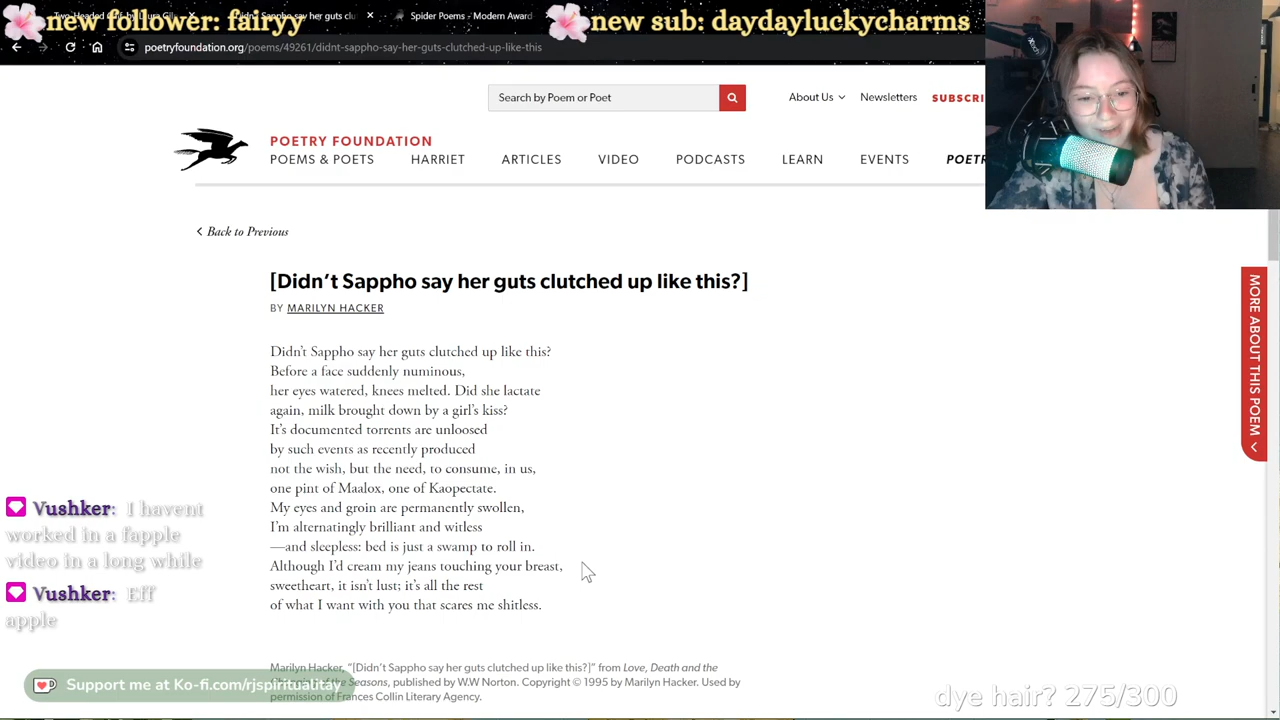 new follower: fairyy
new sub: daydayluckycharms
Spider Poems - Modern Award
poetryfoundation.org/poems/49261/didnt-sappho-say-her-guts-clutched-up-like-this
Search by Poem or Poet
About Us
Newsletters
SUBSCRI
POETRY FOUNDATION
POEMS & POETS
HARRIET
ARTICLES
VIDEO
PODCASTS
LEARN
EVENTS
POETR
Back to Previous
[Didn't Sappho say her guts clutched up like this?]
BY MARILYN HACKER
Didn't Sappho say her guts clutched up like this?
Before a face suddenly numinous,
her eyes watered, knees melted. Did she lactate
again, milk brought down by a girl's kiss?
It's documented torrents are unloosed
by such events as recently produced
not the wish, but the need, to consume, in us,
one pint of Maalox, one of Kaopectate.
My eyes and groin are permanently swollen,
I'm alternatingly brilliant and witless
—and sleepless: bed is just a swamp to roll in.
Although I'd cream my jeans touching your breast,
sweetheart, it isn't lust; it's all the rest
of what I want with you that scares me shitless.
Marilyn Hacker, "[Didn't Sappho say her guts clutched up like this?]" from Love, Death and the
of the Seasons, published by W.W Norton. Copyright © 1995 by Marilyn Hacker. Used
permission of Frances Collin Literary Agency.
MORE ABOUT THIS POEM
Vushker: I havent
worked in a fapple
video in a long while
Vushker: Eff
apple
Support me at Ko-fi.com/rjspiritualitay
dye hair? 275/300